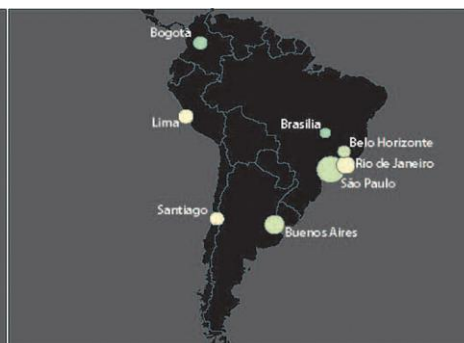 Bogotá
Lima
Brasília
Belo Horizonte
Rio de Janeiro
São Paulo
Santiago
Buenos Aires